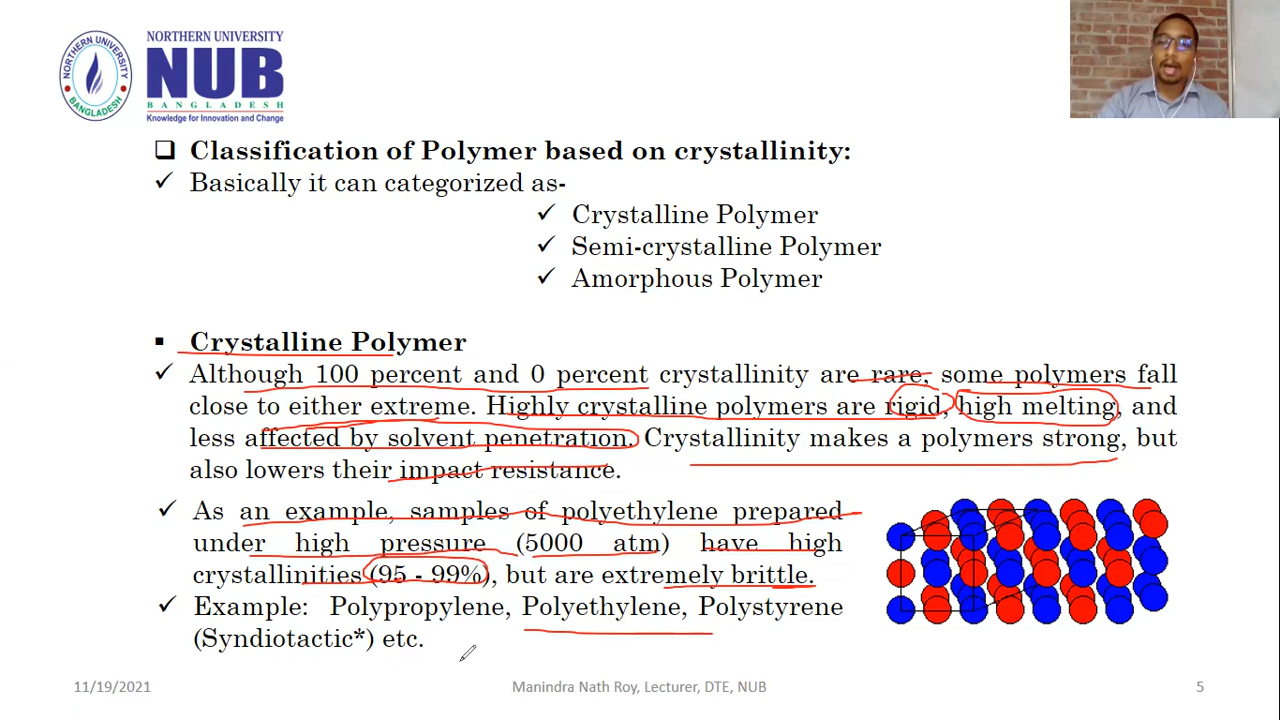 NORTHERN UNIVERSITY
NORTHERN UNIVERSITY
NUB
BANGLADESH
BANGLADESH
Knowledge for Innovation and Change
❑ Classification of Polymer based on crystallinity:
✓ Basically it can categorized as-
✓ Crystalline Polymer
✓ Semi-crystalline Polymer
✓ Amorphous Polymer
▪ Crystalline Polymer
✓ Although 100 percent and 0 percent crystallinity are rare, some polymers fall
close to either extreme. Highly crystalline polymers are rigid, high melting, and
less affected by solvent penetration. Crystallinity makes a polymers strong, but
also lowers their impact resistance.
✓ As an example, samples of polyethylene prepared
under high pressure (5000 atm) have high
crystallinities (95 - 99%), but are extremely brittle.
✓ Example: Polypropylene, Polyethylene, Polystyrene
(Syndiotactic*) etc.
11/19/2021
Manindra Nath Roy, Lecturer, DTE, NUB
5